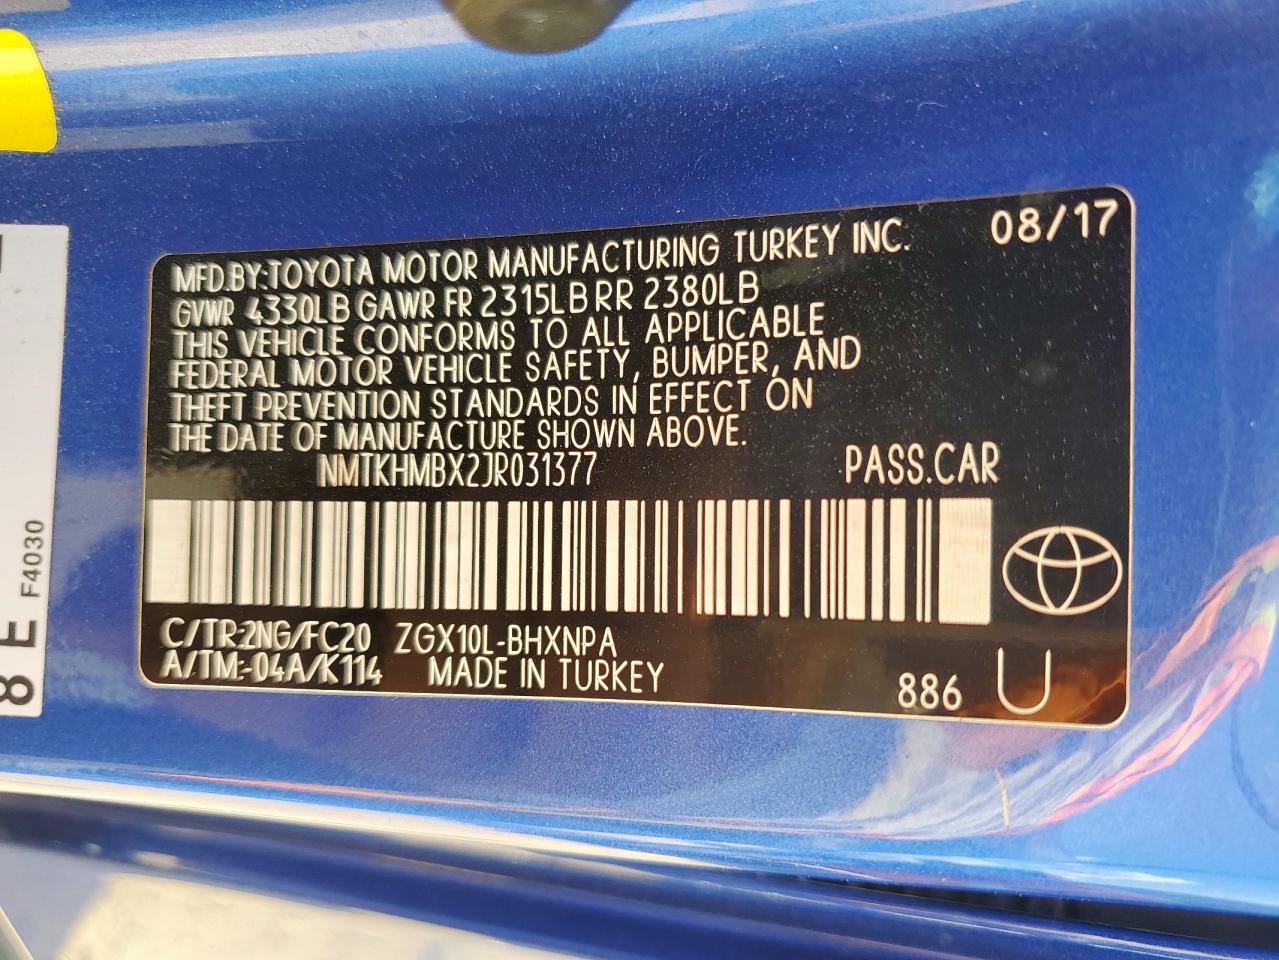 MFD.BY:TOYOTA MOTOR MANUFACTURING TURKEY INC. 08/17
GVWR 4330LB GAWR FR 2315LB RR 2380LB
THIS VEHICLE CONFORMS TO ALL APPLICABLE
FEDERAL MOTOR VEHICLE SAFETY, BUMPER, AND
THEFT PREVENTION STANDARDS IN EFFECT ON
THE DATE OF MANUFACTURE SHOWN ABOVE.
NMTKHMBX2JR031377 PASS.CAR
C/TR:2NG/FC20 ZGX10L-BHXNPA
A/TM:-04A/K114 MADE IN TURKEY
886 U
F4030
8 E